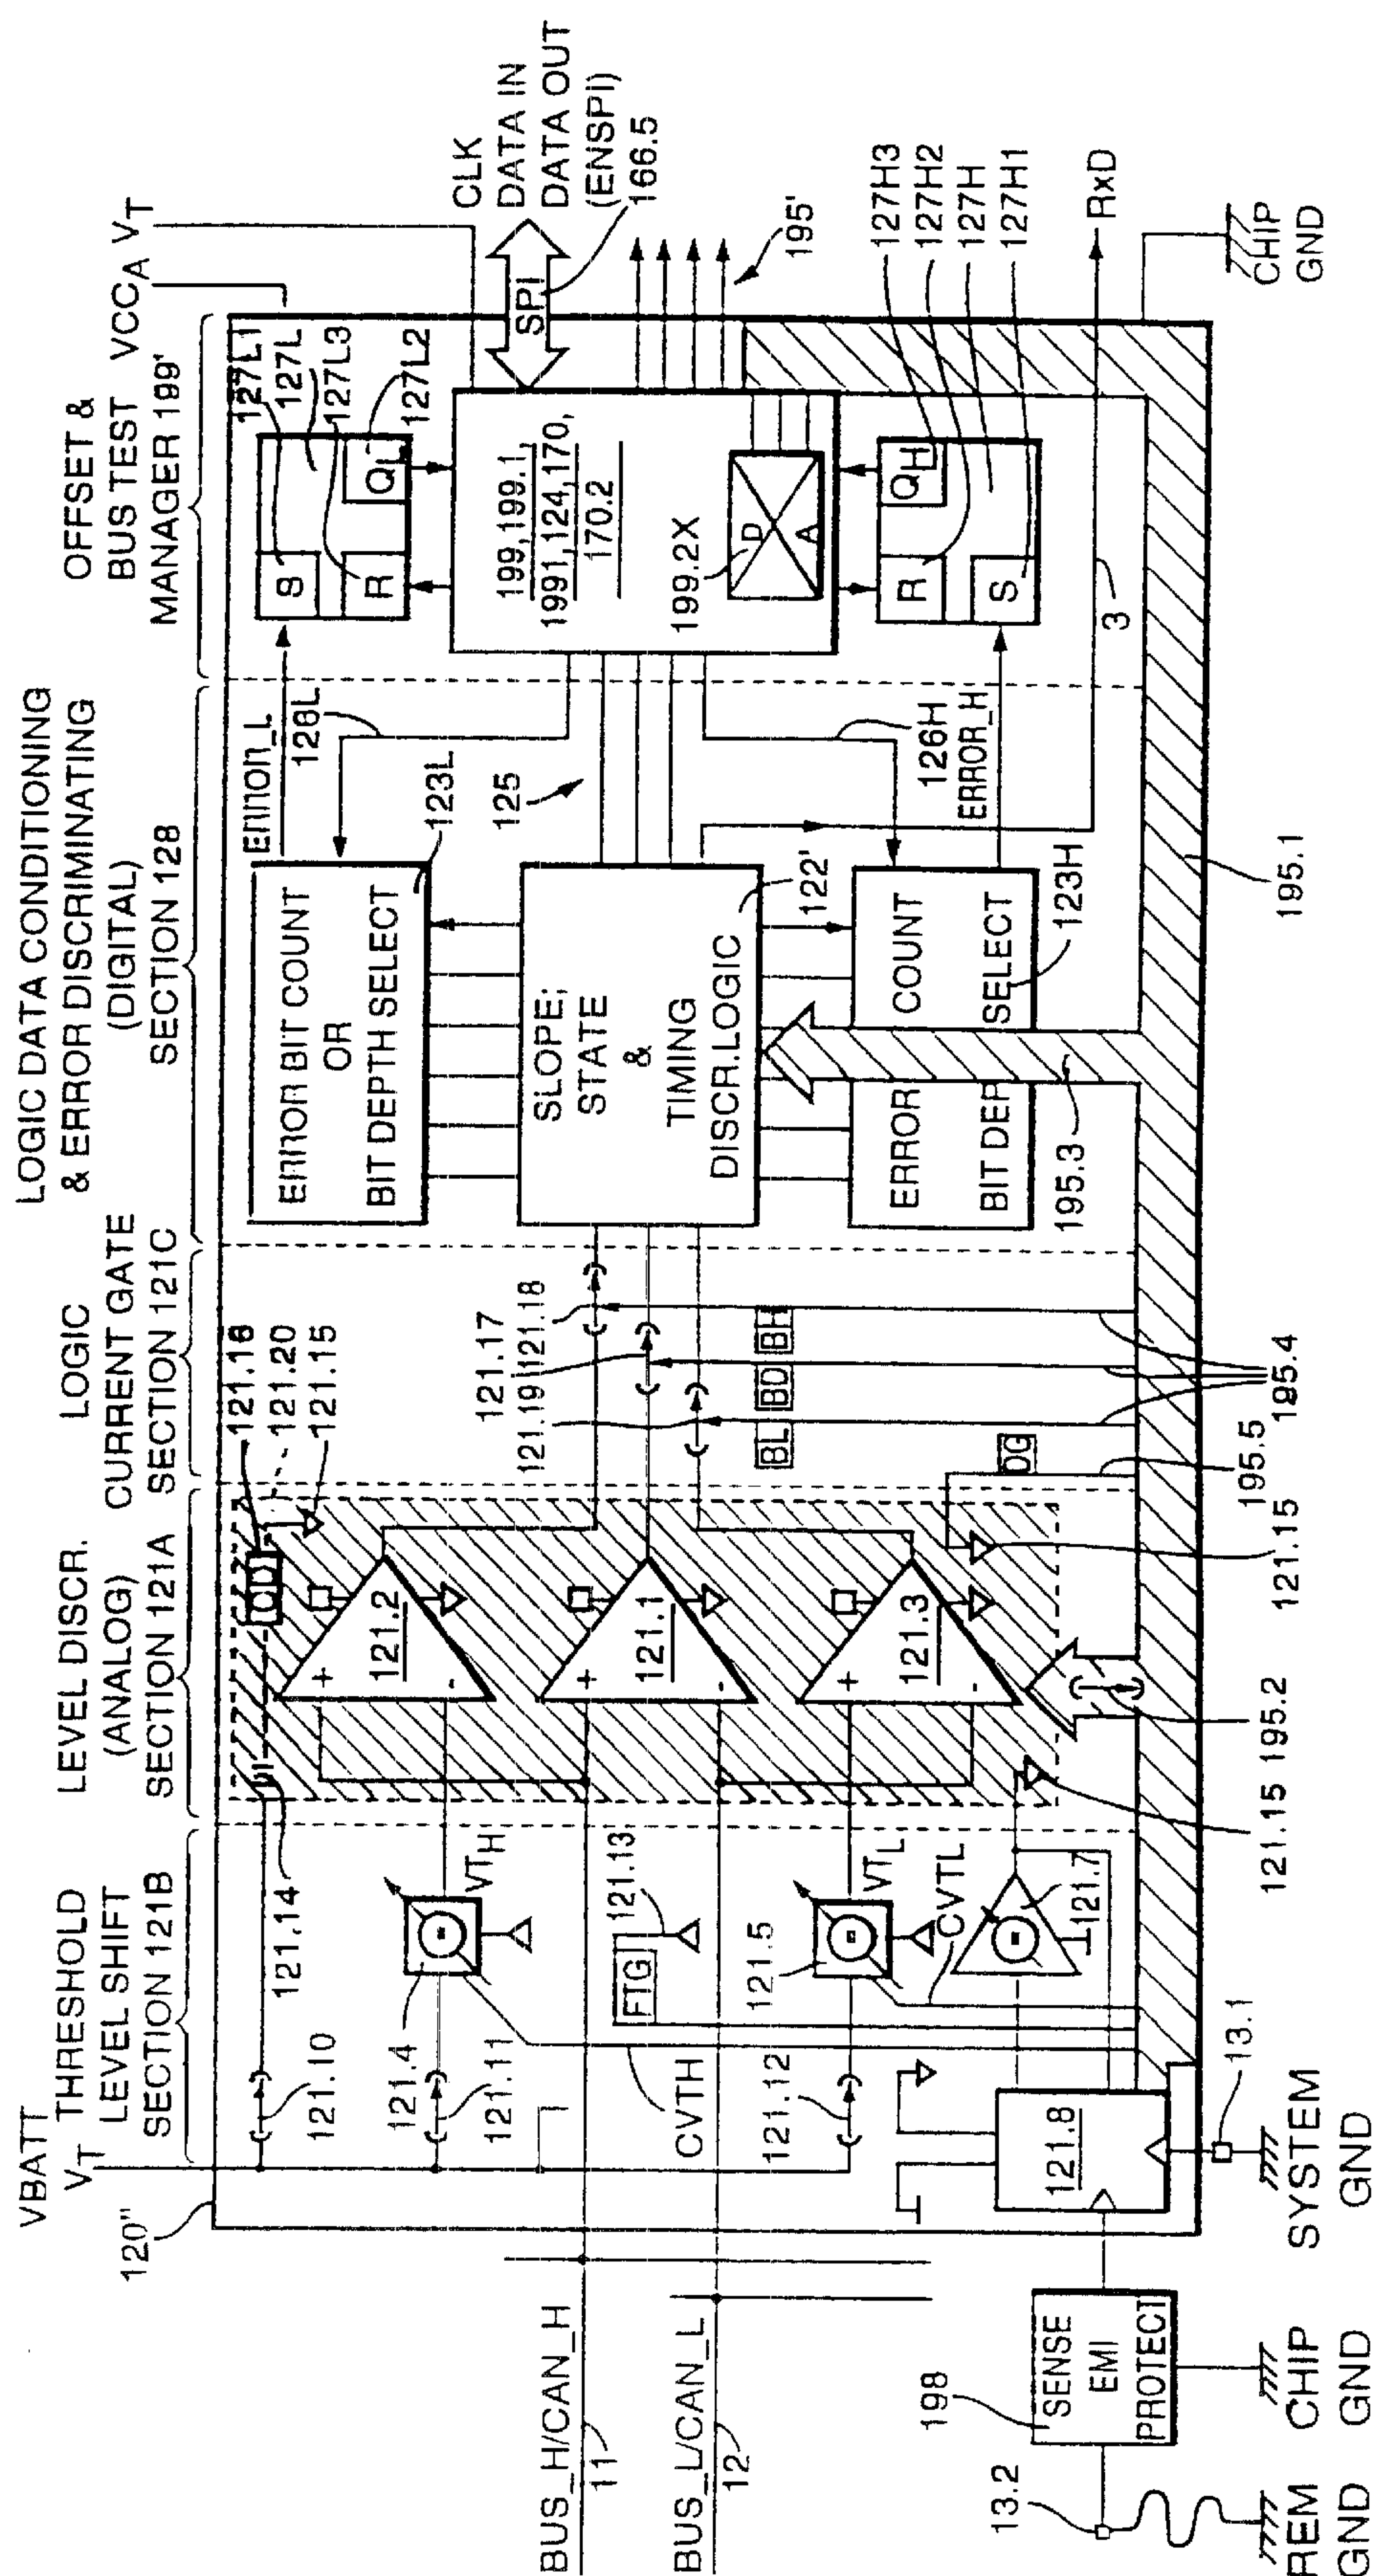 VBATT
VT
120"
THRESHOLD
LEVEL SHIFT
SECTION 121B
LEVEL DISCR.
(ANALOG)
SECTION 121A
LOGIC
CURRENT GATE
SECTION 121C
LOGIC DATA CONDITIONING
& ERROR DISCRIMINATING
(DIGITAL)
SECTION 128
OFFSET &
BUS TEST
MANAGER 199'
VCCA
VT
121.10
121.14
121.16
121.20
121.15
121.4
121.11
VTH
CVTH
121.2
+
-
121.1
+
-
121.3
+
-
121.13
FTG
121.5
121.12
VTL
CVTL
121.7
121.8
121.17
121.18
121.19
BL
BD
BH
195.4
195.5
121.15
195.2
121.15
ERROR BIT COUNT
OR
BIT DEPTH SELECT
123L
126L
125
SLOPE;
STATE
&
TIMING
DISCR.LOGIC
122'
ERROR
COUNT
BIT DEP
SELECT
123H
126H
ERROR_H
195.3
195.1
127L1
127L
127L3
127L2
S
R
QL
199,199.1,
1991,124,170,
170.2
199.2X
D
A
R
QH
S
127H3
127H2
127H
127H1
SPI
CLK
DATA IN
DATA OUT
(ENSPI)
166.5
195'
RxD
3
CHIP
GND
BUS_H/CAN_H
11
BUS_L/CAN_L
12
198
SENSE
EMI
PROTECT
13.2
13.1
REM
GND
CHIP
GND
SYSTEM
GND